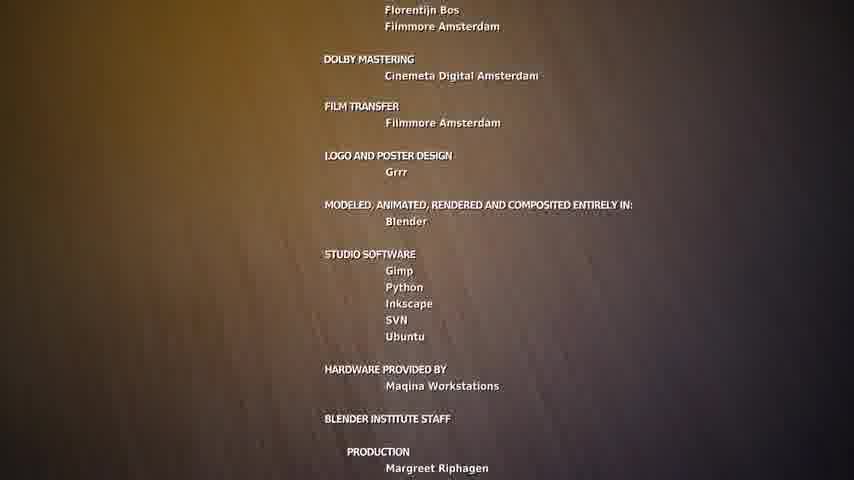 Florentijn Bos
Filmmore Amsterdam
DOLBY MASTERING
Cinemeta Digital Amsterdam
FILM TRANSFER
Filmmore Amsterdam
LOGO AND POSTER DESIGN
Grrr
MODELED, ANIMATED, RENDERED AND COMPOSITED ENTIRELY IN:
Blender
STUDIO SOFTWARE
Gimp
Python
Inkscape
SVN
Ubuntu
HARDWARE PROVIDED BY
Maqina Workstations
BLENDER INSTITUTE STAFF
PRODUCTION
Margreet Riphagen